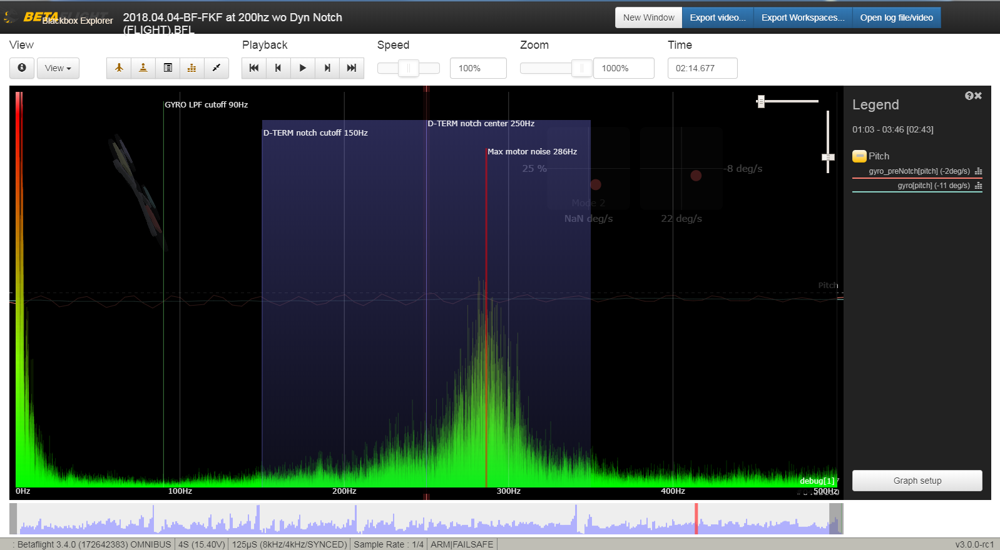 BETAFLIGHT
Blackbox Explorer
2018.04.04-BF-FKF at 200hz wo Dyn Notch
(FLIGHT).BFL
New Window
Export video...
Export Workspaces...
Open log file/video
View
Playback
Speed
Zoom
Time
View
100%
1000%
02:14.677
GYRO LPF cutoff 90Hz
D-TERM notch center 250Hz
D-TERM notch cutoff 150Hz
Max motor noise 286Hz
25 %
-8 deg/s
Mode 2
NaN deg/s
22 deg/s
Pitch
debug[1]
0Hz
100Hz
200Hz
300Hz
400Hz
500Hz
Legend
01:03 - 03:46 [02:43]
Pitch
gyro_preNotch[pitch] (-2deg/s)
gyro[pitch] (-11 deg/s)
Graph setup
: Betaflight 3.4.0 (172642383) OMNIBUS
4S (15.40V)
125µS (8kHz/4kHz/SYNCED)
Sample Rate : 1/4
ARM|FAILSAFE
v3.0.0-rc1